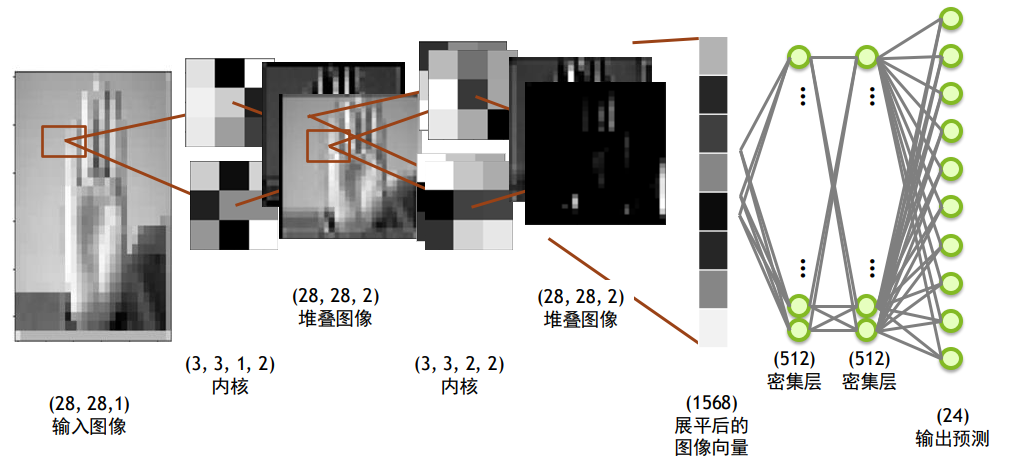 (28, 28,1)
输入图像
(3, 3, 1, 2)
内核
(28, 28, 2)
堆叠图像
(3, 3, 2, 2)
内核
(28, 28, 2)
堆叠图像
(1568)
展平后的
图像向量
(512)
密集层
(512)
密集层
(24)
输出预测